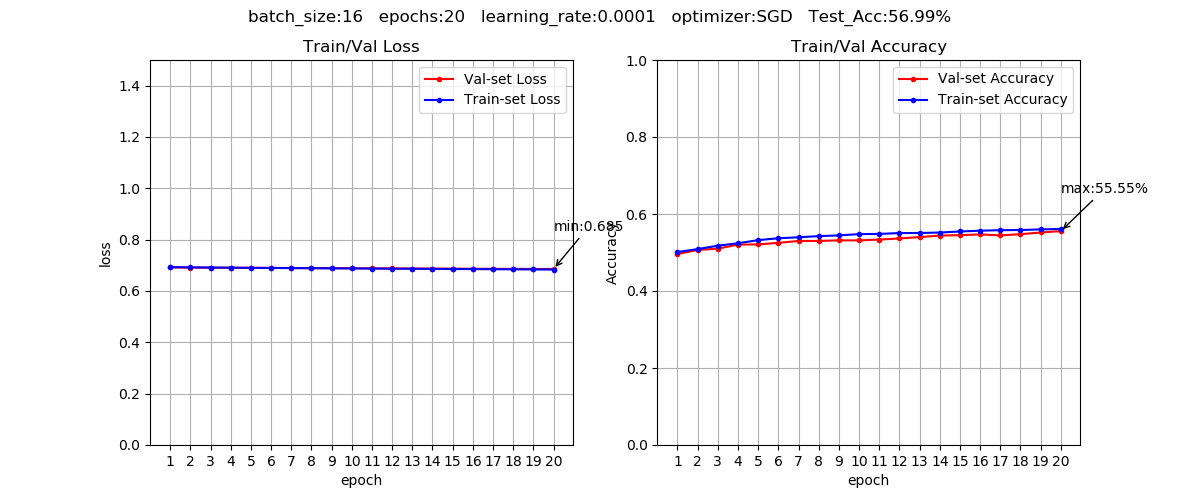 batch_size:16   epochs:20   learning_rate:0.0001   optimizer:SGD   Test_Acc:56.99%
Train/Val Loss
Val-set Loss
Train-set Loss
min:0.685
loss
1.4
1.2
1.0
0.8
0.6
0.4
0.2
0.0
1 2 3 4 5 6 7 8 9 10 11 12 13 14 15 16 17 18 19 20
epoch
Train/Val Accuracy
Val-set Accuracy
Train-set Accuracy
max:55.55%
Accuracy
1.0
0.8
0.6
0.4
0.2
0.0
1 2 3 4 5 6 7 8 9 10 11 12 13 14 15 16 17 18 19 20
epoch